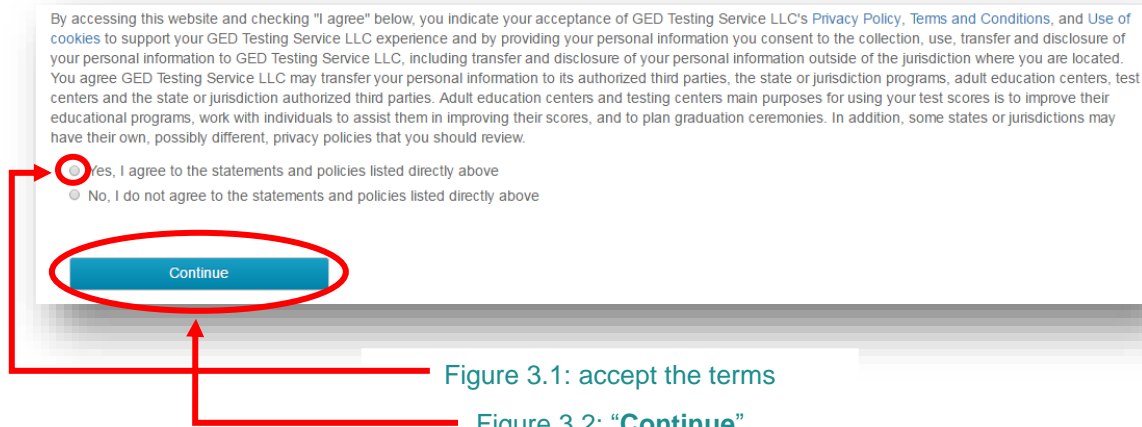 By accessing this website and checking "I agree" below, you indicate your acceptance of GED Testing Service LLC's Privacy Policy, Terms and Conditions, and Use of
cookies to support your GED Testing Service LLC experience and by providing your personal information you consent to the collection, use, transfer and disclosure of
your personal information to GED Testing Service LLC, including transfer and disclosure of your personal information outside of the jurisdiction where you are located.
You agree GED Testing Service LLC may transfer your personal information to its authorized third parties, the state or jurisdiction programs, adult education centers, test
centers and the state or jurisdiction authorized third parties. Adult education centers and testing centers main purposes for using your test scores is to improve their
educational programs, work with individuals to assist them in improving their scores, and to plan graduation ceremonies. In addition, some states or jurisdictions may
have their own, possibly different, privacy policies that you should review.
Yes, I agree to the statements and policies listed directly above
No, I do not agree to the statements and policies listed directly above
Continue
Figure 3.1: accept the terms
Figure 3.2: “Continue”